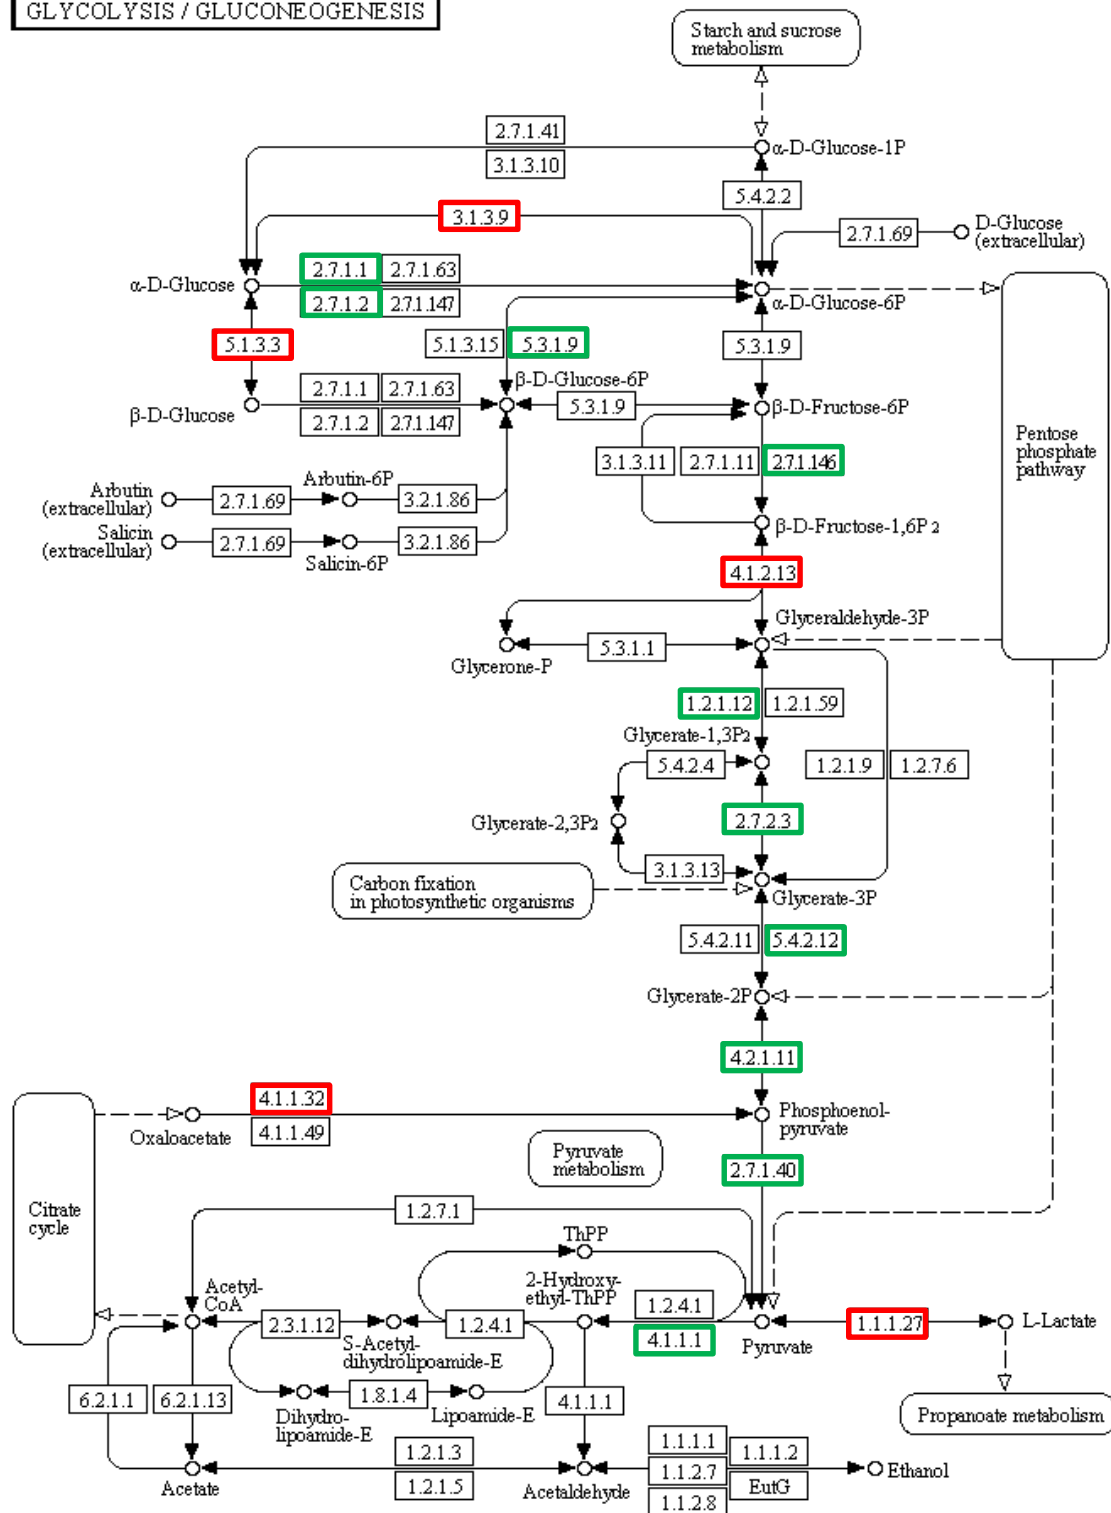 GLYCOLYSIS / GLUCONEOGENESIS
Starch and sucrose
metabolism
2.7.1.41
3.1.3.10
α-D-Glucose-1P
5.4.2.2
3.1.3.9
2.7.1.69
D-Glucose
(extracellular)
α-D-Glucose
2.7.1.1
2.7.1.63
2.7.1.2
2.7.1.147
α-D-Glucose-6P
5.1.3.3
5.1.3.15
5.3.1.9
5.3.1.9
β-D-Glucose
2.7.1.1
2.7.1.63
2.7.1.2
2.7.1.147
β-D-Glucose-6P
5.3.1.9
β-D-Fructose-6P
3.1.3.11
2.7.1.11
2.7.1.146
Pentose
phosphate
pathway
Arbutin
(extracellular)
2.7.1.69
Arbutin-6P
3.2.1.86
Salicin
(extracellular)
2.7.1.69
Salicin-6P
3.2.1.86
β-D-Fructose-1,6P2
4.1.2.13
Glyceraldehyde-3P
5.3.1.1
Glycerone-P
1.2.1.12
1.2.1.59
Glycerate-1,3P2
5.4.2.4
1.2.1.9
1.2.7.6
Glycerate-2,3P2
2.7.2.3
3.1.3.13
Carbon fixation
in photosynthetic organisms
Glycerate-3P
5.4.2.11
5.4.2.12
Glycerate-2P
4.2.1.11
4.1.1.32
Oxaloacetate
4.1.1.49
Phosphoenol-
pyruvate
Pyruvate
metabolism
2.7.1.40
Citrate
cycle
1.2.7.1
ThPP
Acetyl-
CoA
2-Hydroxy-
ethyl-ThPP
1.2.4.1
2.3.1.12
S-Acetyl-
dihydrolipoamide-E
1.2.4.1
4.1.1.1
Pyruvate
1.1.1.27
L-Lactate
6.2.1.1
6.2.1.13
Dihydro-
lipoamide-E
1.8.1.4
Lipoamide-E
4.1.1.1
Propanoate metabolism
Acetate
1.2.1.3
1.2.1.5
Acetaldehyde
1.1.1.1
1.1.1.2
1.1.2.7
EutG
1.1.2.8
Ethanol